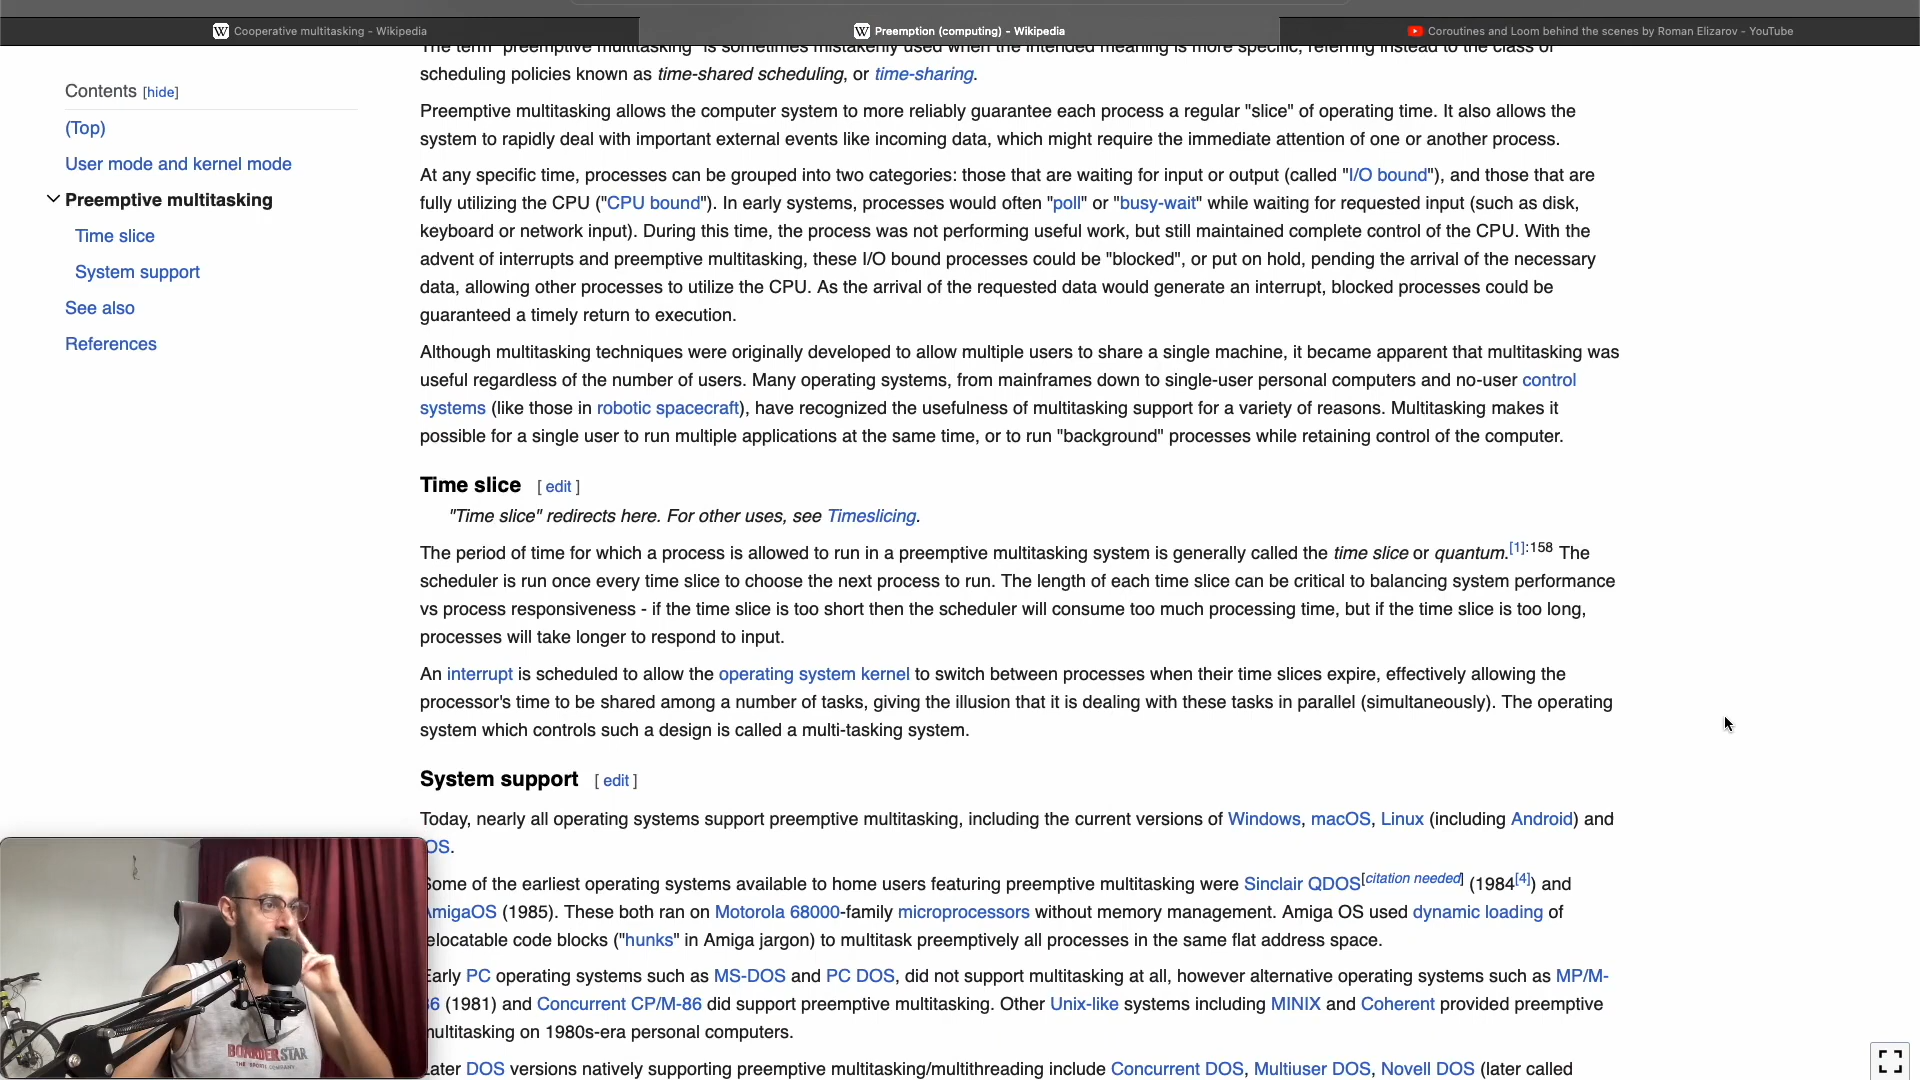 Cooperative multitasking - Wikipedia
Preemption (computing) - Wikipedia
Coroutines and Loom behind the scenes by Roman Elizarov - YouTube
Contents [hide]
(Top)
User mode and kernel mode
Preemptive multitasking
Time slice
System support
See also
References
The term "preemptive multitasking" is sometimes mistakenly used when the intended meaning is more specific, referring instead to the class of
scheduling policies known as time-shared scheduling, or time-sharing.
Preemptive multitasking allows the computer system to more reliably guarantee each process a regular "slice" of operating time. It also allows the
system to rapidly deal with important external events like incoming data, which might require the immediate attention of one or another process.
At any specific time, processes can be grouped into two categories: those that are waiting for input or output (called "I/O bound"), and those that are
fully utilizing the CPU ("CPU bound"). In early systems, processes would often "poll" or "busy-wait" while waiting for requested input (such as disk,
keyboard or network input). During this time, the process was not performing useful work, but still maintained complete control of the CPU. With the
advent of interrupts and preemptive multitasking, these I/O bound processes could be "blocked", or put on hold, pending the arrival of the necessary
data, allowing other processes to utilize the CPU. As the arrival of the requested data would generate an interrupt, blocked processes could be
guaranteed a timely return to execution.
Although multitasking techniques were originally developed to allow multiple users to share a single machine, it became apparent that multitasking was
useful regardless of the number of users. Many operating systems, from mainframes down to single-user personal computers and no-user control
systems (like those in robotic spacecraft), have recognized the usefulness of multitasking support for a variety of reasons. Multitasking makes it
possible for a single user to run multiple applications at the same time, or to run "background" processes while retaining control of the computer.
Time slice [ edit ]
"Time slice" redirects here. For other uses, see Timeslicing.
The period of time for which a process is allowed to run in a preemptive multitasking system is generally called the time slice or quantum.[1]:158 The
scheduler is run once every time slice to choose the next process to run. The length of each time slice can be critical to balancing system performance
vs process responsiveness - if the time slice is too short then the scheduler will consume too much processing time, but if the time slice is too long,
processes will take longer to respond to input.
An interrupt is scheduled to allow the operating system kernel to switch between processes when their time slices expire, effectively allowing the
processor's time to be shared among a number of tasks, giving the illusion that it is dealing with these tasks in parallel (simultaneously). The operating
system which controls such a design is called a multi-tasking system.
System support [ edit ]
Today, nearly all operating systems support preemptive multitasking, including the current versions of Windows, macOS, Linux (including Android) and
OS.
Some of the earliest operating systems available to home users featuring preemptive multitasking were Sinclair QDOS[citation needed] (1984[4]) and
AmigaOS (1985). These both ran on Motorola 68000-family microprocessors without memory management. Amiga OS used dynamic loading of
elocatable code blocks ("hunks" in Amiga jargon) to multitask preemptively all processes in the same flat address space.
Early PC operating systems such as MS-DOS and PC DOS, did not support multitasking at all, however alternative operating systems such as MP/M-
86 (1981) and Concurrent CP/M-86 did support preemptive multitasking. Other Unix-like systems including MINIX and Coherent provided preemptive
multitasking on 1980s-era personal computers.
Later DOS versions natively supporting preemptive multitasking/multithreading include Concurrent DOS, Multiuser DOS, Novell DOS (later called
BOARDERSTAR